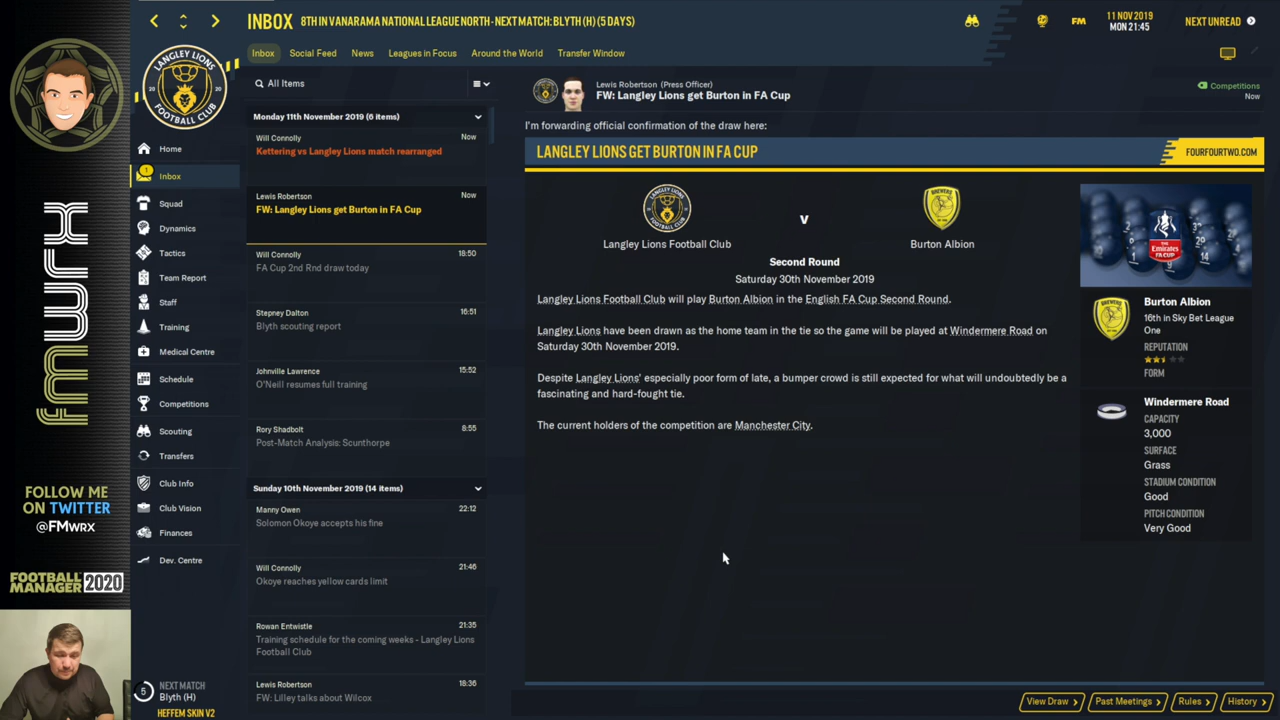 INBOX
8TH IN VANARAMA NATIONAL LEAGUE NORTH - NEXT MATCH: BLYTH (H) (5 DAYS)
FM
11 NOV 2019
MON 21:45
NEXT UNREAD
Inbox
Social Feed
News
Leagues in Focus
Around the World
Transfer Window
LANGLEY LIONS
20 20
FOOTBALL CLUB
Home
Inbox
Squad
Dynamics
Tactics
Team Report
Staff
Training
Medical Centre
Schedule
Competitions
Scouting
Transfers
Club Info
Club Vision
Finances
Dev. Centre
5
NEXT MATCH
Blyth (H)
HEFFEM SKIN V2
fmwrx
FOLLOW ME
ON TWITTER
@FMWRX
FOOTBALL
MANAGER 2020
All Items
Monday 11th November 2019 (6 items)
Will Connolly Now
Kettering vs Langley Lions match rearranged
Lewis Robertson Now
FW: Langley Lions get Burton in FA Cup
Will Connolly 18:50
FA Cup 2nd Rnd draw today
Stepney Dalton 16:51
Blyth scouting report
Johnville Lawrence 15:52
O'Neill resumes full training
Rory Shadbolt 8:55
Post-Match Analysis: Scunthorpe
Sunday 10th November 2019 (14 items)
Manny Owen 22:12
Solomon Okoye accepts his fine
Will Connolly 21:46
Okoye reaches yellow cards limit
Rowan Entwistle 21:35
Training schedule for the coming weeks - Langley Lions
Football Club
Lewis Robertson 18:36
FW: Lilley talks about Wilcox
Lewis Robertson (Press Officer)
FW: Langley Lions get Burton in FA Cup
Competitions
Now
I'm forwarding official confirmation of the draw here:
LANGLEY LIONS GET BURTON IN FA CUP
FOURFOURTWO.COM
v
BREWERS
Langley Lions Football Club
Burton Albion
Second Round
Saturday 30th November 2019
Langley Lions Football Club will play Burton Albion in the English FA Cup Second Round.
Langley Lions have been drawn as the home team in the tie so the game will be played at Windermere Road on
Saturday 30th November 2019.
Despite Langley Lions' especially poor form of late, a bumper crowd is still expected for what will undoubtedly be a
fascinating and hard-fought tie.
The current holders of the competition are Manchester City.
Emirates
FA CUP
Burton Albion
16th in Sky Bet League
One
REPUTATION
FORM
Windermere Road
CAPACITY
3,000
SURFACE
Grass
STADIUM CONDITION
Good
PITCH CONDITION
Very Good
View Draw
Past Meetings
Rules
History